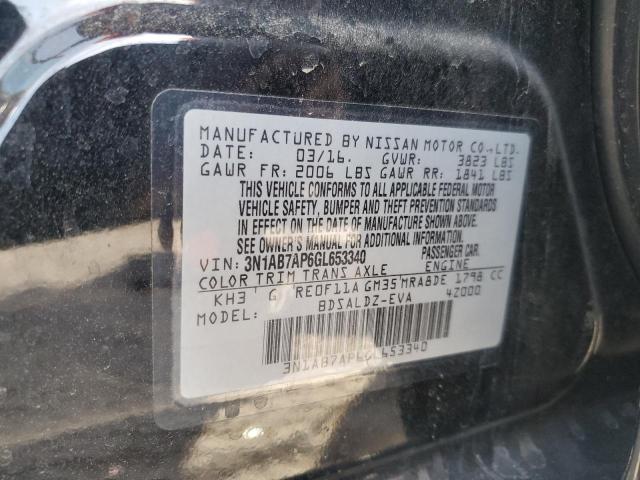 MANUFACTURED BY NISSAN MOTOR CO., LTD.
DATE: 03/16. GVWR: 3823 LBS
GAWR FR: 2006 LBS GAWR RR: 1841 LBS
THIS VEHICLE CONFORMS TO ALL APPLICABLE FEDERAL MOTOR
VEHICLE SAFETY, BUMPER AND THEFT PREVENTION STANDARDS
IN EFFECT ON THE DATE OF MANUFACTURE SHOWN ABOVE.
SEE OWNER'S MANUAL FOR ADDITIONAL INFORMATION.
VIN: 3N1AB7AP6GL653340 PASSENGER CAR.
COLOR TRIM TRANS AXLE ENGINE
KH3 G RE0F11A GM35 MRA8DE 1798 CC
MODEL: BDSALDZ-EVA 4Z000
3N1AB7AP6GL653340